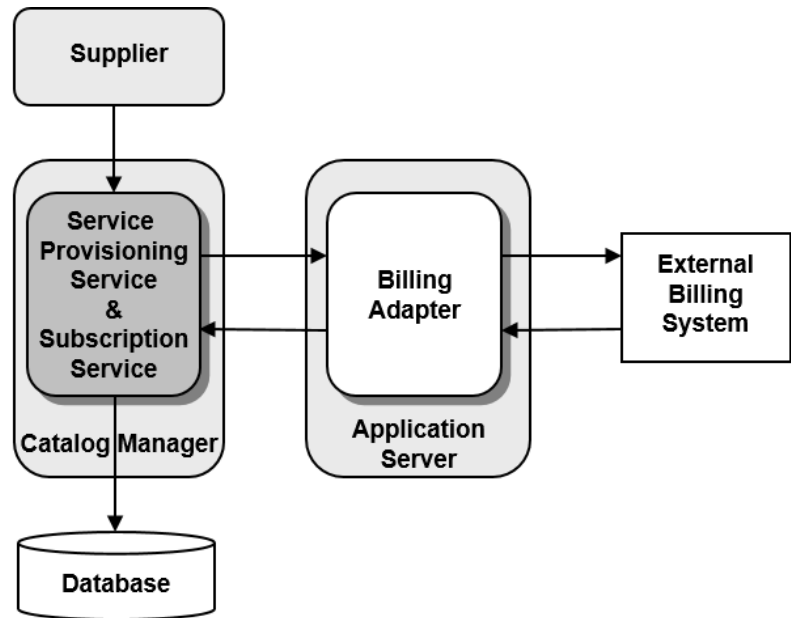 Supplier
Service
Provisioning
Service
&
Subscription
Service
Catalog Manager
Billing
Adapter
Application
Server
External
Billing
System
Database